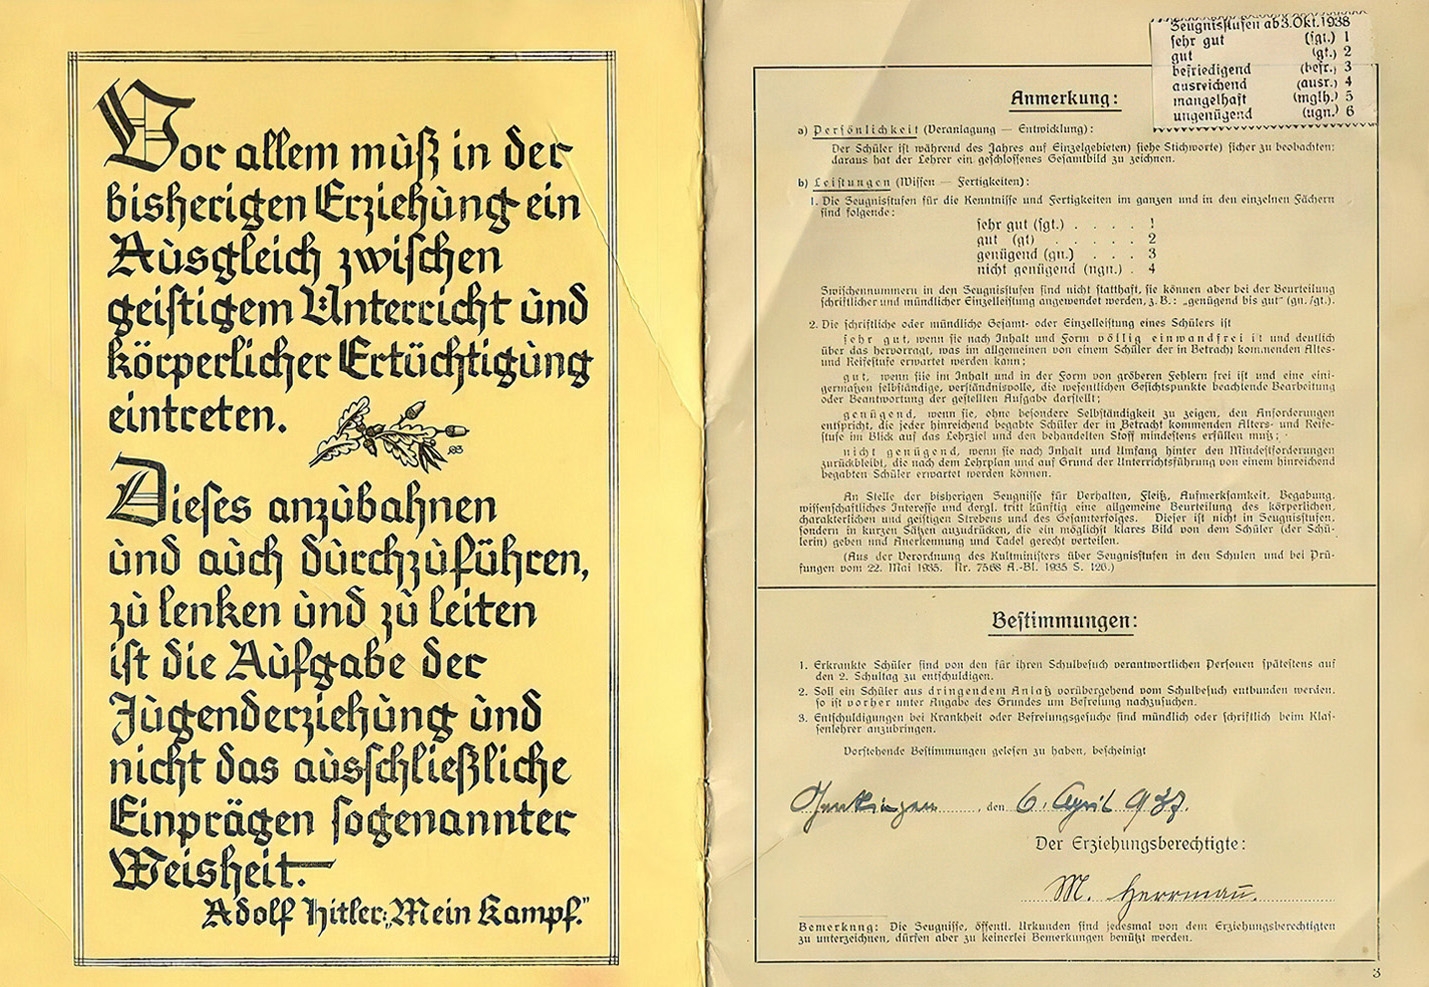 Vor allem muß in der
bisherigen Erziehung ein
Ausgleich zwischen
geistigem Unterricht und
körperlicher Ertüchtigung
eintreten.
Dieses anzubahnen
und auch durchzuführen,
zu lenken und zu leiten
ist die Aufgabe der
Jugenderziehung und
nicht das ausschließliche
Einprägen sogenannter
Weisheit.
Adolf Hitler: „Mein Kampf."
Zeugnisstufen ab 3. Okt. 1938
sehr gut (sgt.) 1
gut (gt.) 2
befriedigend (befr.) 3
ausreichend (ausr.) 4
mangelhaft (mglh.) 5
ungenügend (ugn.) 6
Anmerkung:
a) Persönlichkeit (Veranlagung — Entwicklung):
Der Schüler ist während des Jahres auf Einzelgebieten) siehe Stichworte) sicher zu beobachten;
daraus hat der Lehrer ein geschlossenes Gesamtbild zu zeichnen.
b) Leistungen (Wissen — Fertigkeiten):
1. Die Zeugnisstufen für die Kenntnisse und Fertigkeiten im ganzen und in den einzelnen Fächern
sind folgende:
sehr gut (sgt.) . . . . 1
gut (gt) . . . . . 2
genügend (gn.) . . . 3
nicht genügend (ngn.) . 4
Zwischennummern in den Zeugnisstufen sind nicht statthaft, sie können aber bei der Beurteilung
schriftlicher und mündlicher Einzelleistung angewendet werden, z. B.: „genügend bis gut" (gn./gt.).
2. Die schriftliche oder mündliche Gesamt- oder Einzelleistung eines Schülers ist
sehr gut, wenn sie nach Inhalt und Form völlig einwandfrei ist und deutlich
über das hervorragt, was im allgemeinen von einem Schüler der in Betracht kommenden Alters-
und Reifestufe erwartet werden kann;
gut, wenn sie im Inhalt und in der Form von gröberen Fehlern frei ist und eine eini-
germaßen selbständige, verständnisvolle, die wesentlichen Gesichtspunkte beachtende Bearbeitung
oder Beantwortung der gestellten Aufgabe darstellt;
genügend, wenn sie, ohne besondere Selbständigkeit zu zeigen, den Anforderungen
entspricht, die jeder hinreichend begabte Schüler der in Betracht kommenden Alters- und Reife-
stufe im Blick auf das Lehrziel und den behandelten Stoff mindestens erfüllen muß;
nicht genügend, wenn sie nach Inhalt und Umfang hinter den Mindestforderungen
zurückbleibt, die nach dem Lehrplan und auf Grund der Unterrichtsführung von einem hinreichend
begabten Schüler erwartet werden können.
An Stelle der bisherigen Zeugnisse für Verhalten, Fleiß, Aufmerksamkeit, Begabung,
wissenschaftliches Interesse und dergl. tritt künftig eine allgemeine Beurteilung des körperlichen,
charakterlichen und geistigen Strebens und des Gesamterfolges. Dieser ist nicht in Zeugnisstufen,
sondern in kurzen Sätzen auszudrücken, die ein möglichst klares Bild von dem Schüler (der Schü-
lerin) geben und Anerkennung und Tadel gerecht verteilen.
(Aus der Verordnung des Kultministers über Zeugnisstufen in den Schulen und bei Prü-
fungen vom 22. Mai 1935. Nr. 7568 A.-Bl. 1935 S. 126.)
Bestimmungen:
1. Erkrankte Schüler sind von den für ihren Schulbesuch verantwortlichen Personen spätestens auf
den 2. Schultag zu entschuldigen.
2. Soll ein Schüler aus dringendem Anlaß vorübergehend vom Schulbesuch entbunden werden,
so ist vorher unter Angabe des Grundes um Befreiung nachzusuchen.
3. Entschuldigungen bei Krankheit oder Befreiungsgesuche sind mündlich oder schriftlich beim Klas-
senlehrer anzubringen.
Vorstehende Bestimmungen gelesen zu haben, bescheinigt
, den 6. April 937.
Der Erziehungsberechtigte:
M. Herrmann.
Bemerkung: Die Zeugnisse, öffentl. Urkunden sind jedesmal von dem Erziehungsberechtigten
zu unterzeichnen, dürfen aber zu keinerlei Bemerkungen benützt werden.
3